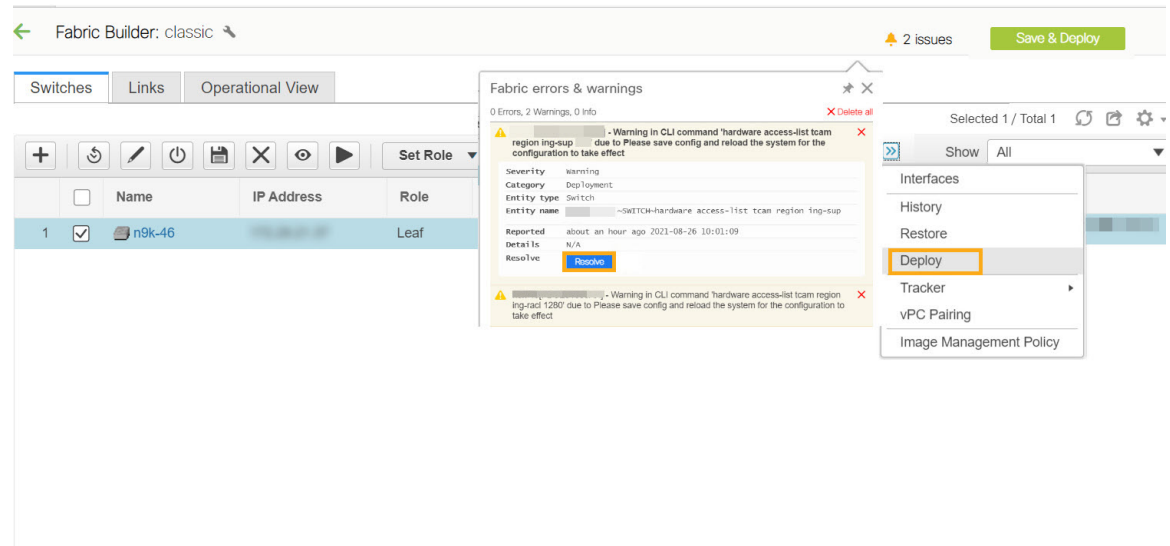 Fabric Builder: classic
2 issues
Save & Deploy
Switches
Links
Operational View
Fabric errors & warnings
0 Errors, 2 Warnings, 0 Info
Delete all
Selected 1 / Total 1
- Warning in CLI command 'hardware access-list tcam
region ing-sup due to Please save config and reload the system for the
configuration to take effect
Set Role
Show All
Severity Warning
Category Deployment
Entity type Switch
Entity name ~SWITCH~hardware access-list tcam region ing-sup
Reported about an hour ago 2021-08-26 10:01:09
Details N/A
Resolve Resolve
- Warning in CLI command 'hardware access-list tcam region
ing-racl 1280' due to Please save config and reload the system for the configuration to
take effect
Name IP Address Role
1 n9k-46 Leaf
Interfaces
History
Restore
Deploy
Tracker
vPC Pairing
Image Management Policy